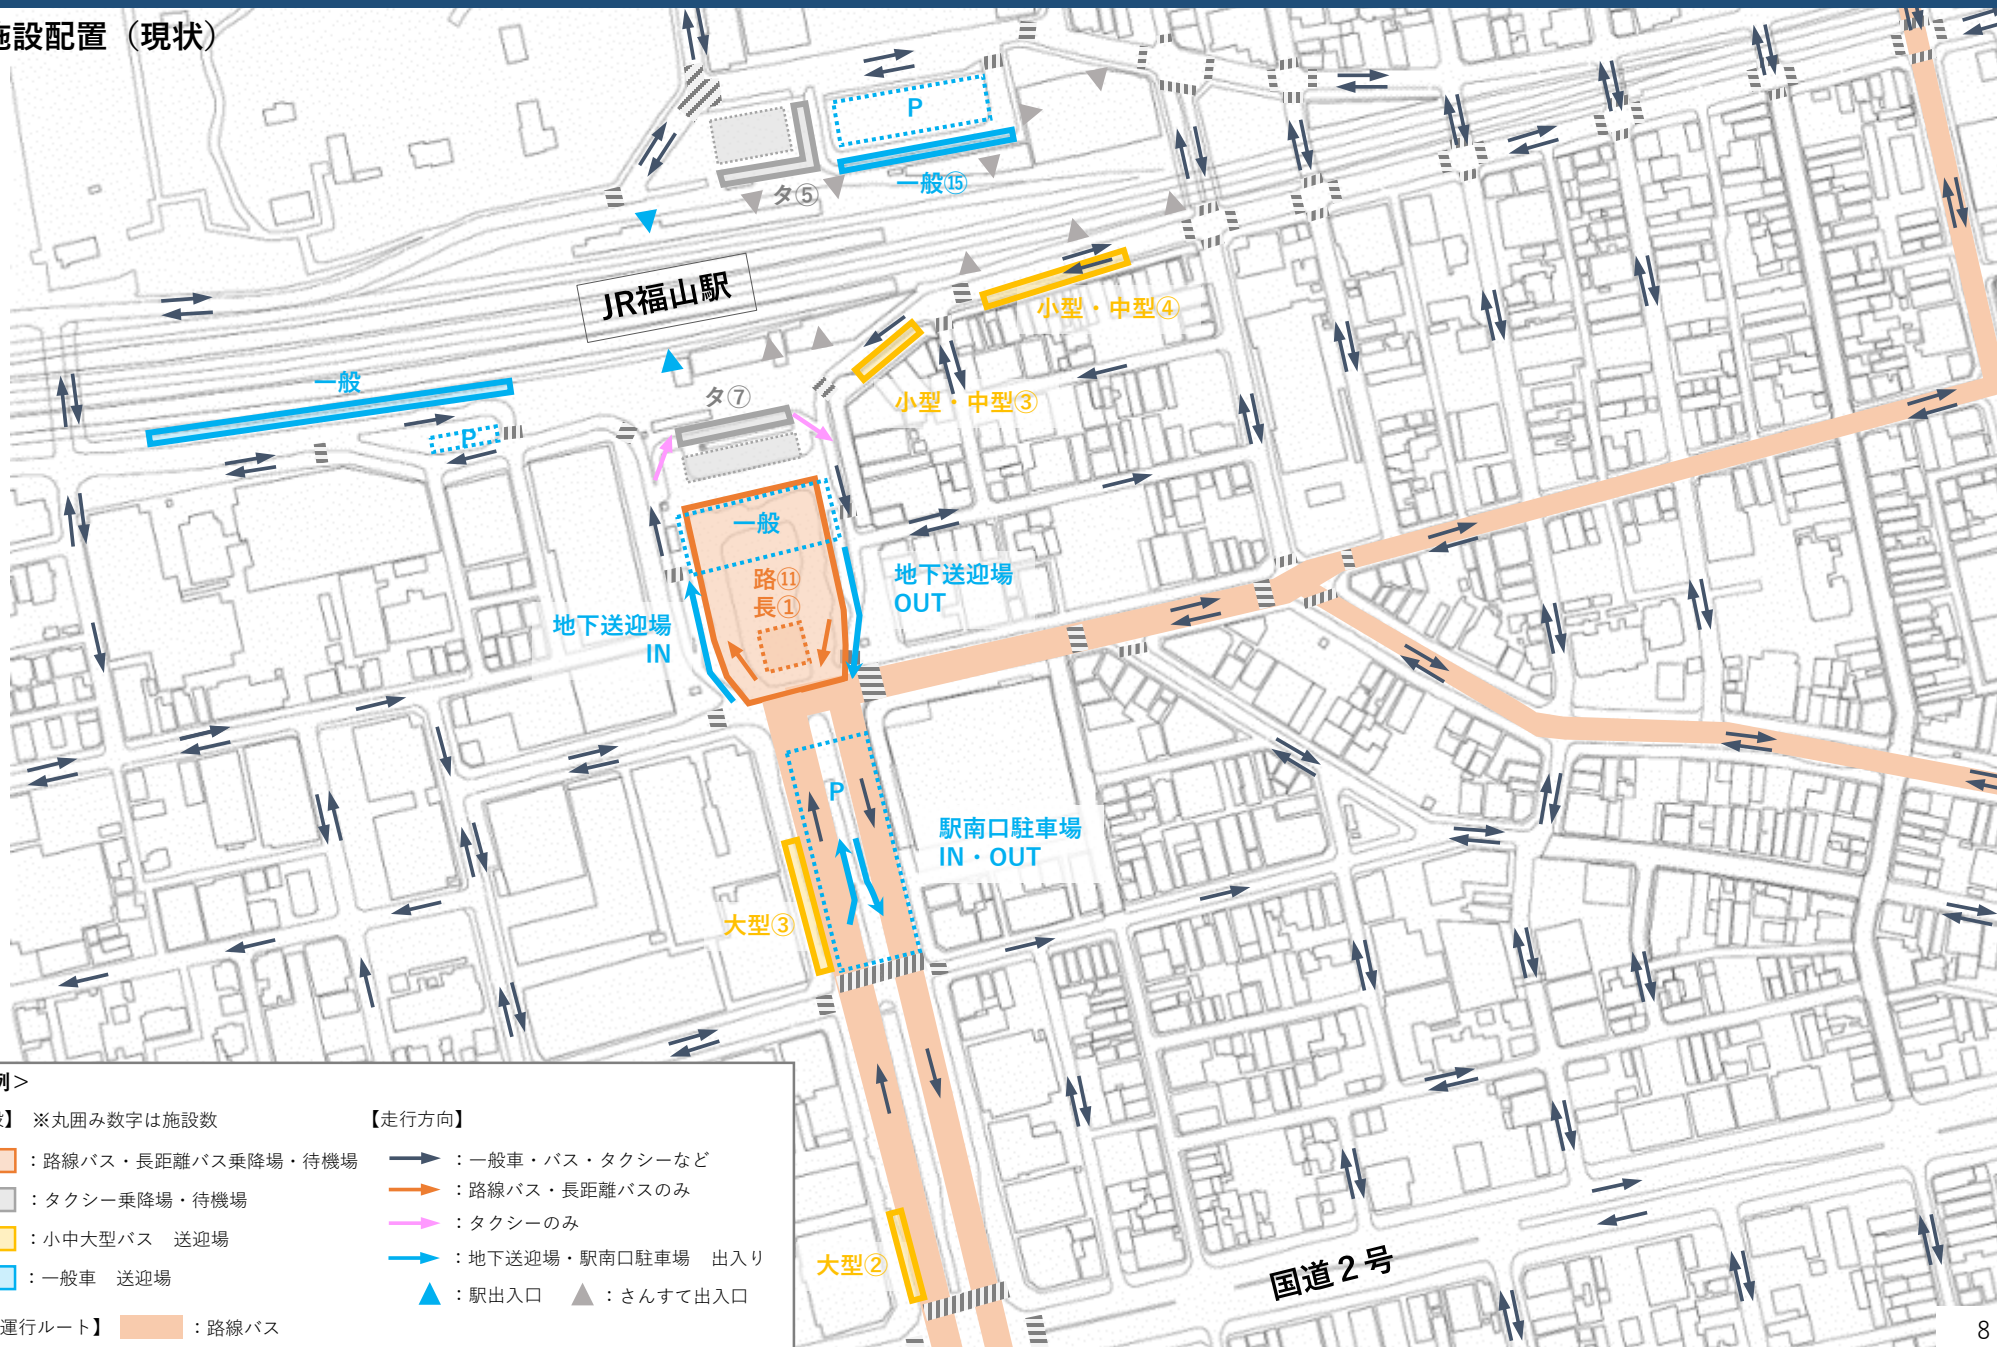 施設配置（現状）
P
一般⑮
タ⑤
JR福山駅
小型・中型④
一般
小型・中型③
タ⑦
P
一般
路⑪
長①
地下送迎場
OUT
地下送迎場
IN
P
駅南口駐車場
IN・OUT
大型③
大型②
国道２号
例＞
】 ※丸囲み数字は施設数
：路線バス・長距離バス乗降場・待機場
：タクシー乗降場・待機場
：小中大型バス　送迎場
：一般車　送迎場
運行ルート】 ：路線バス
【走行方向】
：一般車・バス・タクシーなど
：路線バス・長距離バスのみ
：タクシーのみ
：地下送迎場・駅南口駐車場　出入り
：駅出入口 ：さんすて出入口
8